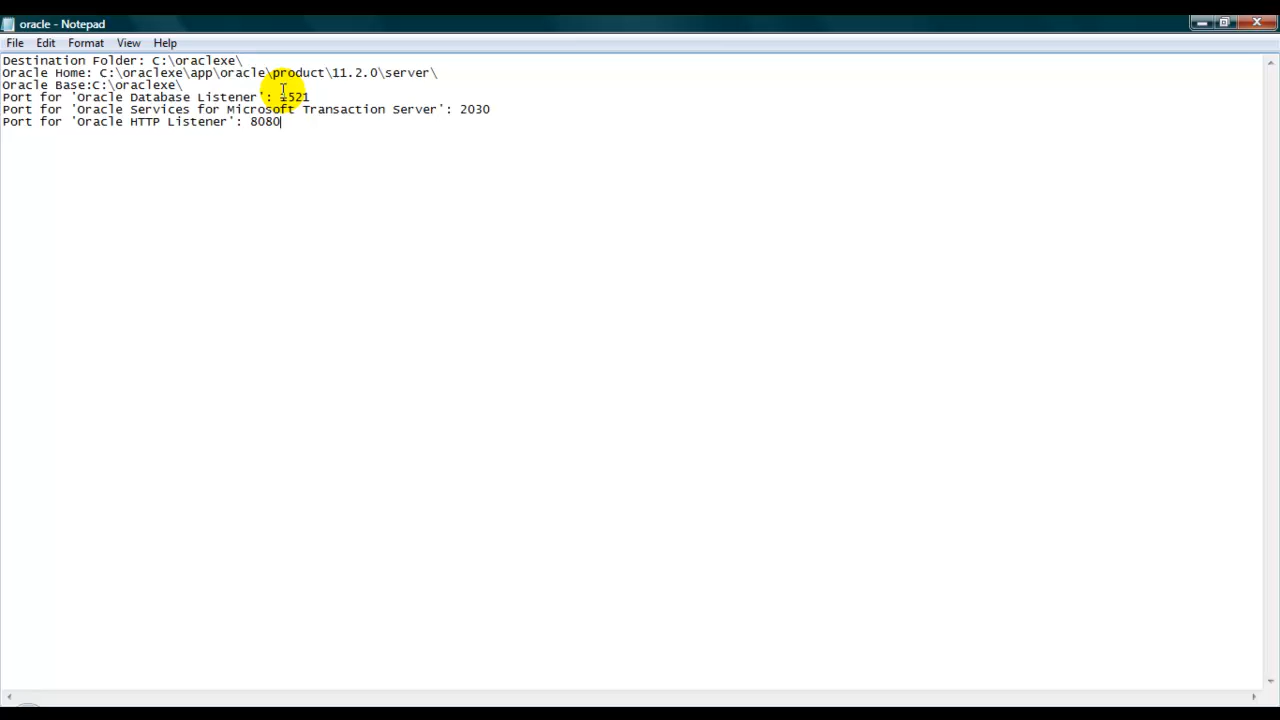 oracle - Notepad
File Edit Format View Help
Destination Folder: C:\oraclexe\
Oracle Home: C:\oraclexe\app\oracle\product\11.2.0\server\
Oracle Base:C:\oraclexe\
Port for 'Oracle Database Listener': 1521
Port for 'Oracle Services for Microsoft Transaction Server': 2030
Port for 'Oracle HTTP Listener': 8080